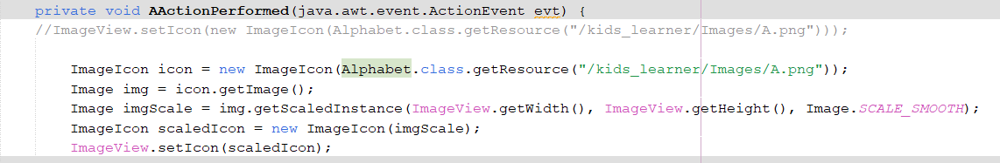 private void AActionPerformed(java.awt.event.ActionEvent evt) {
//ImageView.setIcon(new ImageIcon(Alphabet.class.getResource("/kids_learner/Images/A.png")));
ImageIcon icon = new ImageIcon(Alphabet.class.getResource("/kids_learner/Images/A.png"));
Image img = icon.getImage();
Image imgScale = img.getScaledInstance(ImageView.getWidth(), ImageView.getHeight(), Image.SCALE_SMOOTH);
ImageIcon scaledIcon = new ImageIcon(imgScale);
ImageView.setIcon(scaledIcon);